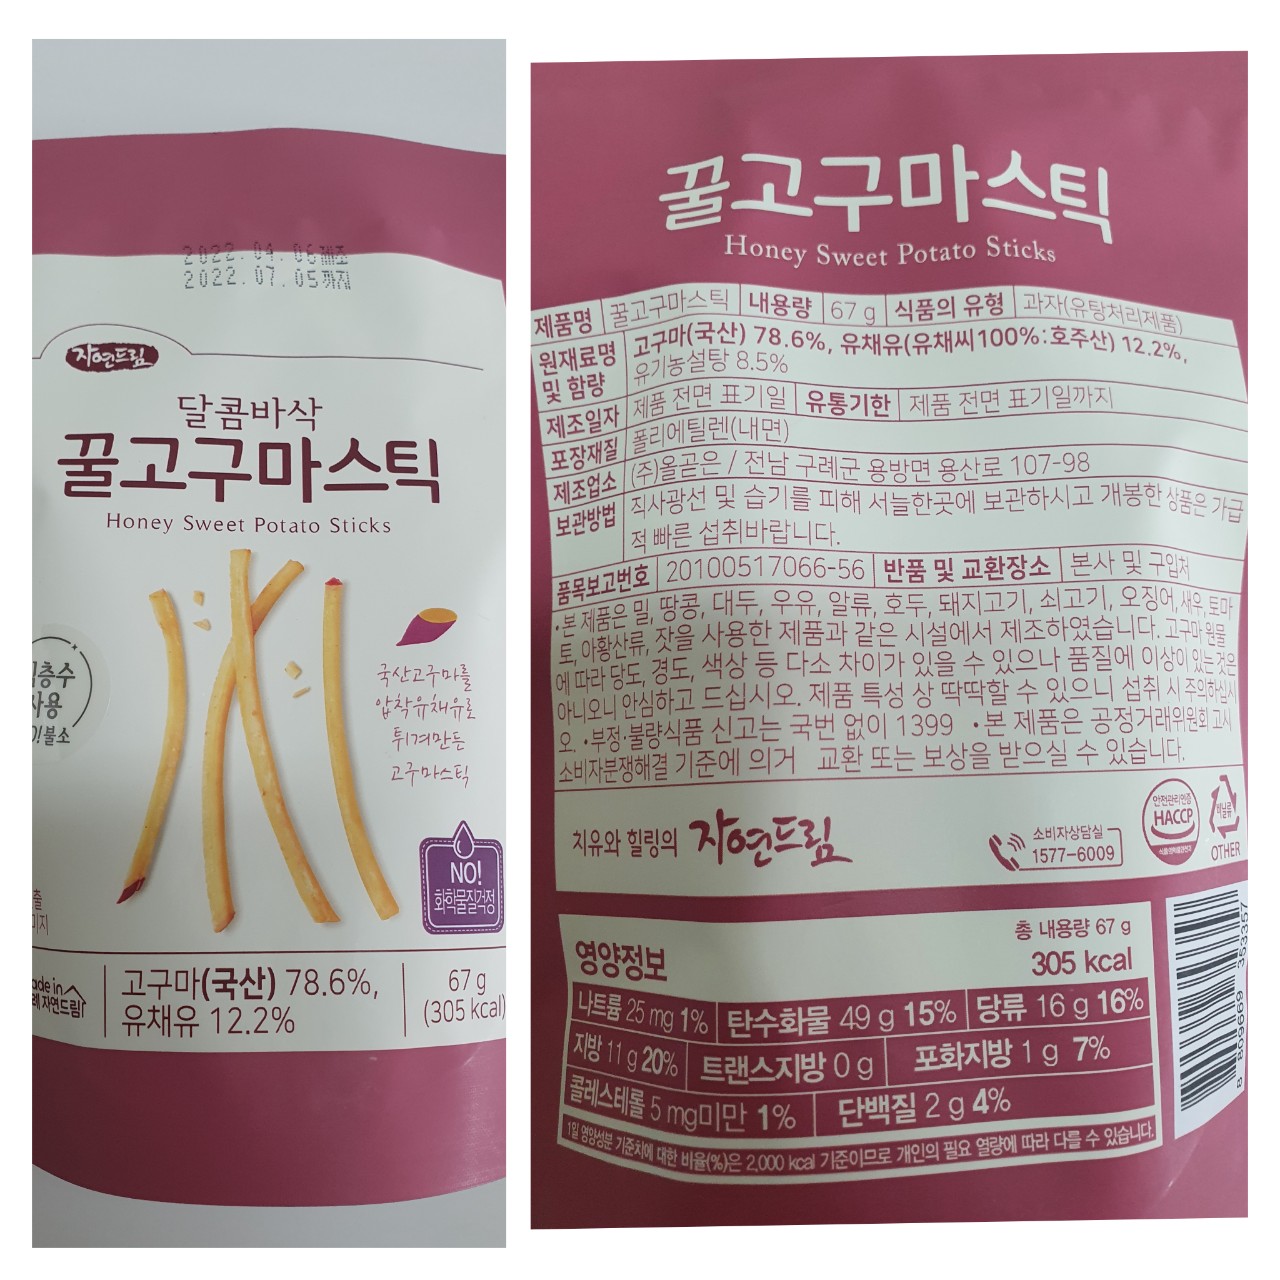 2022.04.06제조
2022.07.05까지
자연드림
달콤바삭
꿀고구마스틱
Honey Sweet Potato Sticks
국산고구마를
압착유채유로
튀겨만든
고구마스틱
층수
사용
불소
NO!
화학물질걱정
made in
자연드림
고구마(국산) 78.6%,
유채유 12.2%
67 g
(305 kcal)
꿀고구마스틱
Honey Sweet Potato Sticks
제품명 꿀고구마스틱 내용량 67 g 식품의 유형 과자(유탕처리제품)
원재료명 및 함량 고구마(국산) 78.6%, 유채유(유채씨100%:호주산) 12.2%,
유기농설탕 8.5%
제조일자 제품 전면 표기일 유통기한 제품 전면 표기일까지
포장재질 폴리에틸렌(내면)
제조업소 (주)올곧은 / 전남 구례군 용방면 용산로 107-98
보관방법 직사광선 및 습기를 피해 서늘한곳에 보관하시고 개봉한 상품은 가급
적 빠른 섭취바랍니다.
품목보고번호 20100517066-56 반품 및 교환장소 본사 및 구입처
·본 제품은 밀, 땅콩, 대두, 우유, 알류, 호두, 돼지고기, 쇠고기, 오징어, 새우, 토마
토, 아황산류, 잣을 사용한 제품과 같은 시설에서 제조하였습니다. 고구마 원물
에 따라 당도, 경도, 색상 등 다소 차이가 있을 수 있으나 품질에 이상이 있는 것은
아니오니 안심하고 드십시오. 제품 특성 상 딱딱할 수 있으니 섭취 시 주의하십시
오. ·부정·불량식품 신고는 국번 없이 1399 ·본 제품은 공정거래위원회 고시
소비자분쟁해결 기준에 의거 교환 또는 보상을 받으실 수 있습니다.
치유와 힐링의 자연드림
소비자상담실
1577-6009
안전관리인증
HACCP
비닐류
OTHER
영양정보
총 내용량 67 g
305 kcal
나트륨 25 mg 1% 탄수화물 49 g 15% 당류 16 g 16%
지방 11 g 20% 트랜스지방 0 g 포화지방 1 g 7%
콜레스테롤 5 mg미만 1% 단백질 2 g 4%
1일 영양성분 기준치에 대한 비율(%)은 2,000 kcal 기준이므로 개인의 필요 열량에 따라 다를 수 있습니다.
8 809669 353357